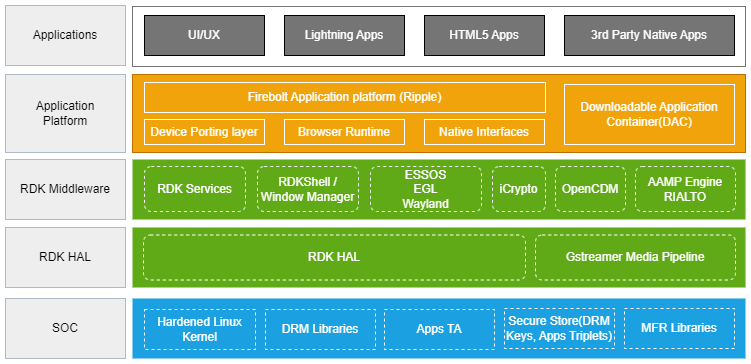 Applications
UI/UX
Lightning Apps
HTML5 Apps
3rd Party Native Apps
Application
Platform
Firebolt Application platform (Ripple)
Device Porting layer
Browser Runtime
Native Interfaces
Downloadable Application
Container(DAC)
RDK Middleware
RDK Services
RDKShell /
Window Manager
ESSOS
EGL
Wayland
iCrypto
OpenCDM
AAMP Engine
RIALTO
RDK HAL
RDK HAL
Gstreamer Media Pipeline
SOC
Hardened Linux
Kernel
DRM Libraries
Apps TA
Secure Store(DRM
Keys, Apps Triplets)
MFR Libraries